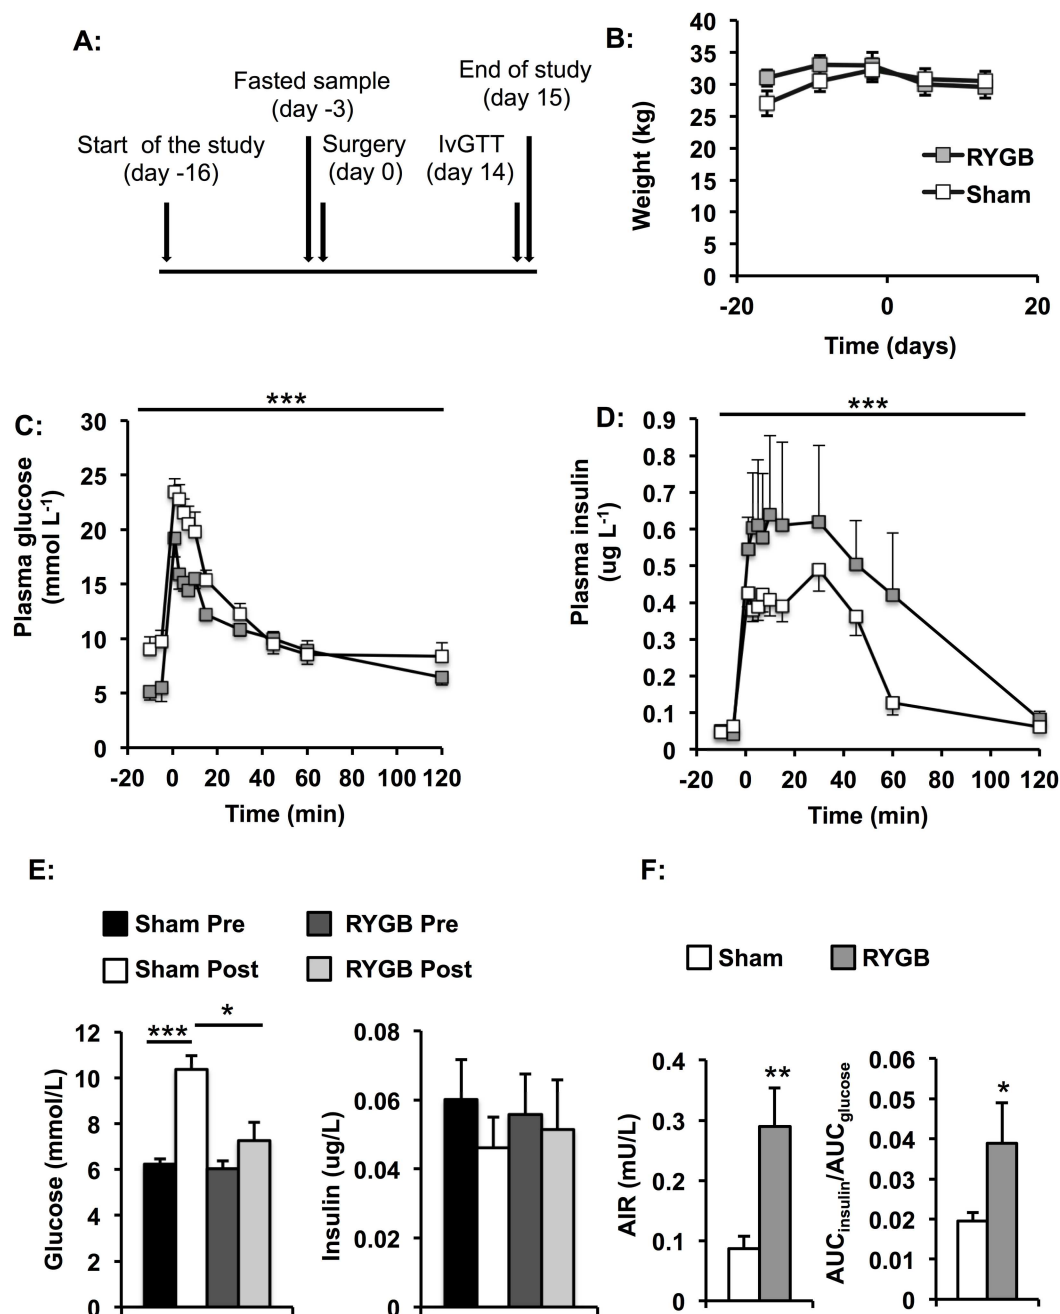 A:
Fasted sample
(day -3)
End of study
(day 15)
Start of the study
(day -16)
Surgery
(day 0)
IvGTT
(day 14)
B:
Weight (kg)
40
35
30
25
20
15
10
5
0
RYGB
Sham
-20 0 20
Time (days)
C:
***
Plasma glucose
(mmol L-1)
30
25
20
15
10
5
0
-20 0 20 40 60 80 100 120
Time (min)
D:
***
Plasma insulin
(ug L-1)
0.9
0.8
0.7
0.6
0.5
0.4
0.3
0.2
0.1
0
-20 0 20 40 60 80 100 120
Time (min)
E:
Sham Pre RYGB Pre
Sham Post RYGB Post
Glucose (mmol/L)
12
10
8
6
4
2
0
*** *
Insulin (ug/L)
0.08
0.06
0.04
0.02
0
F:
Sham RYGB
AIR (mU/L)
0.4
0.3
0.2
0.1
0
**
AUCinsulin/AUCglucose
0.06
0.05
0.04
0.03
0.02
0.01
0
*